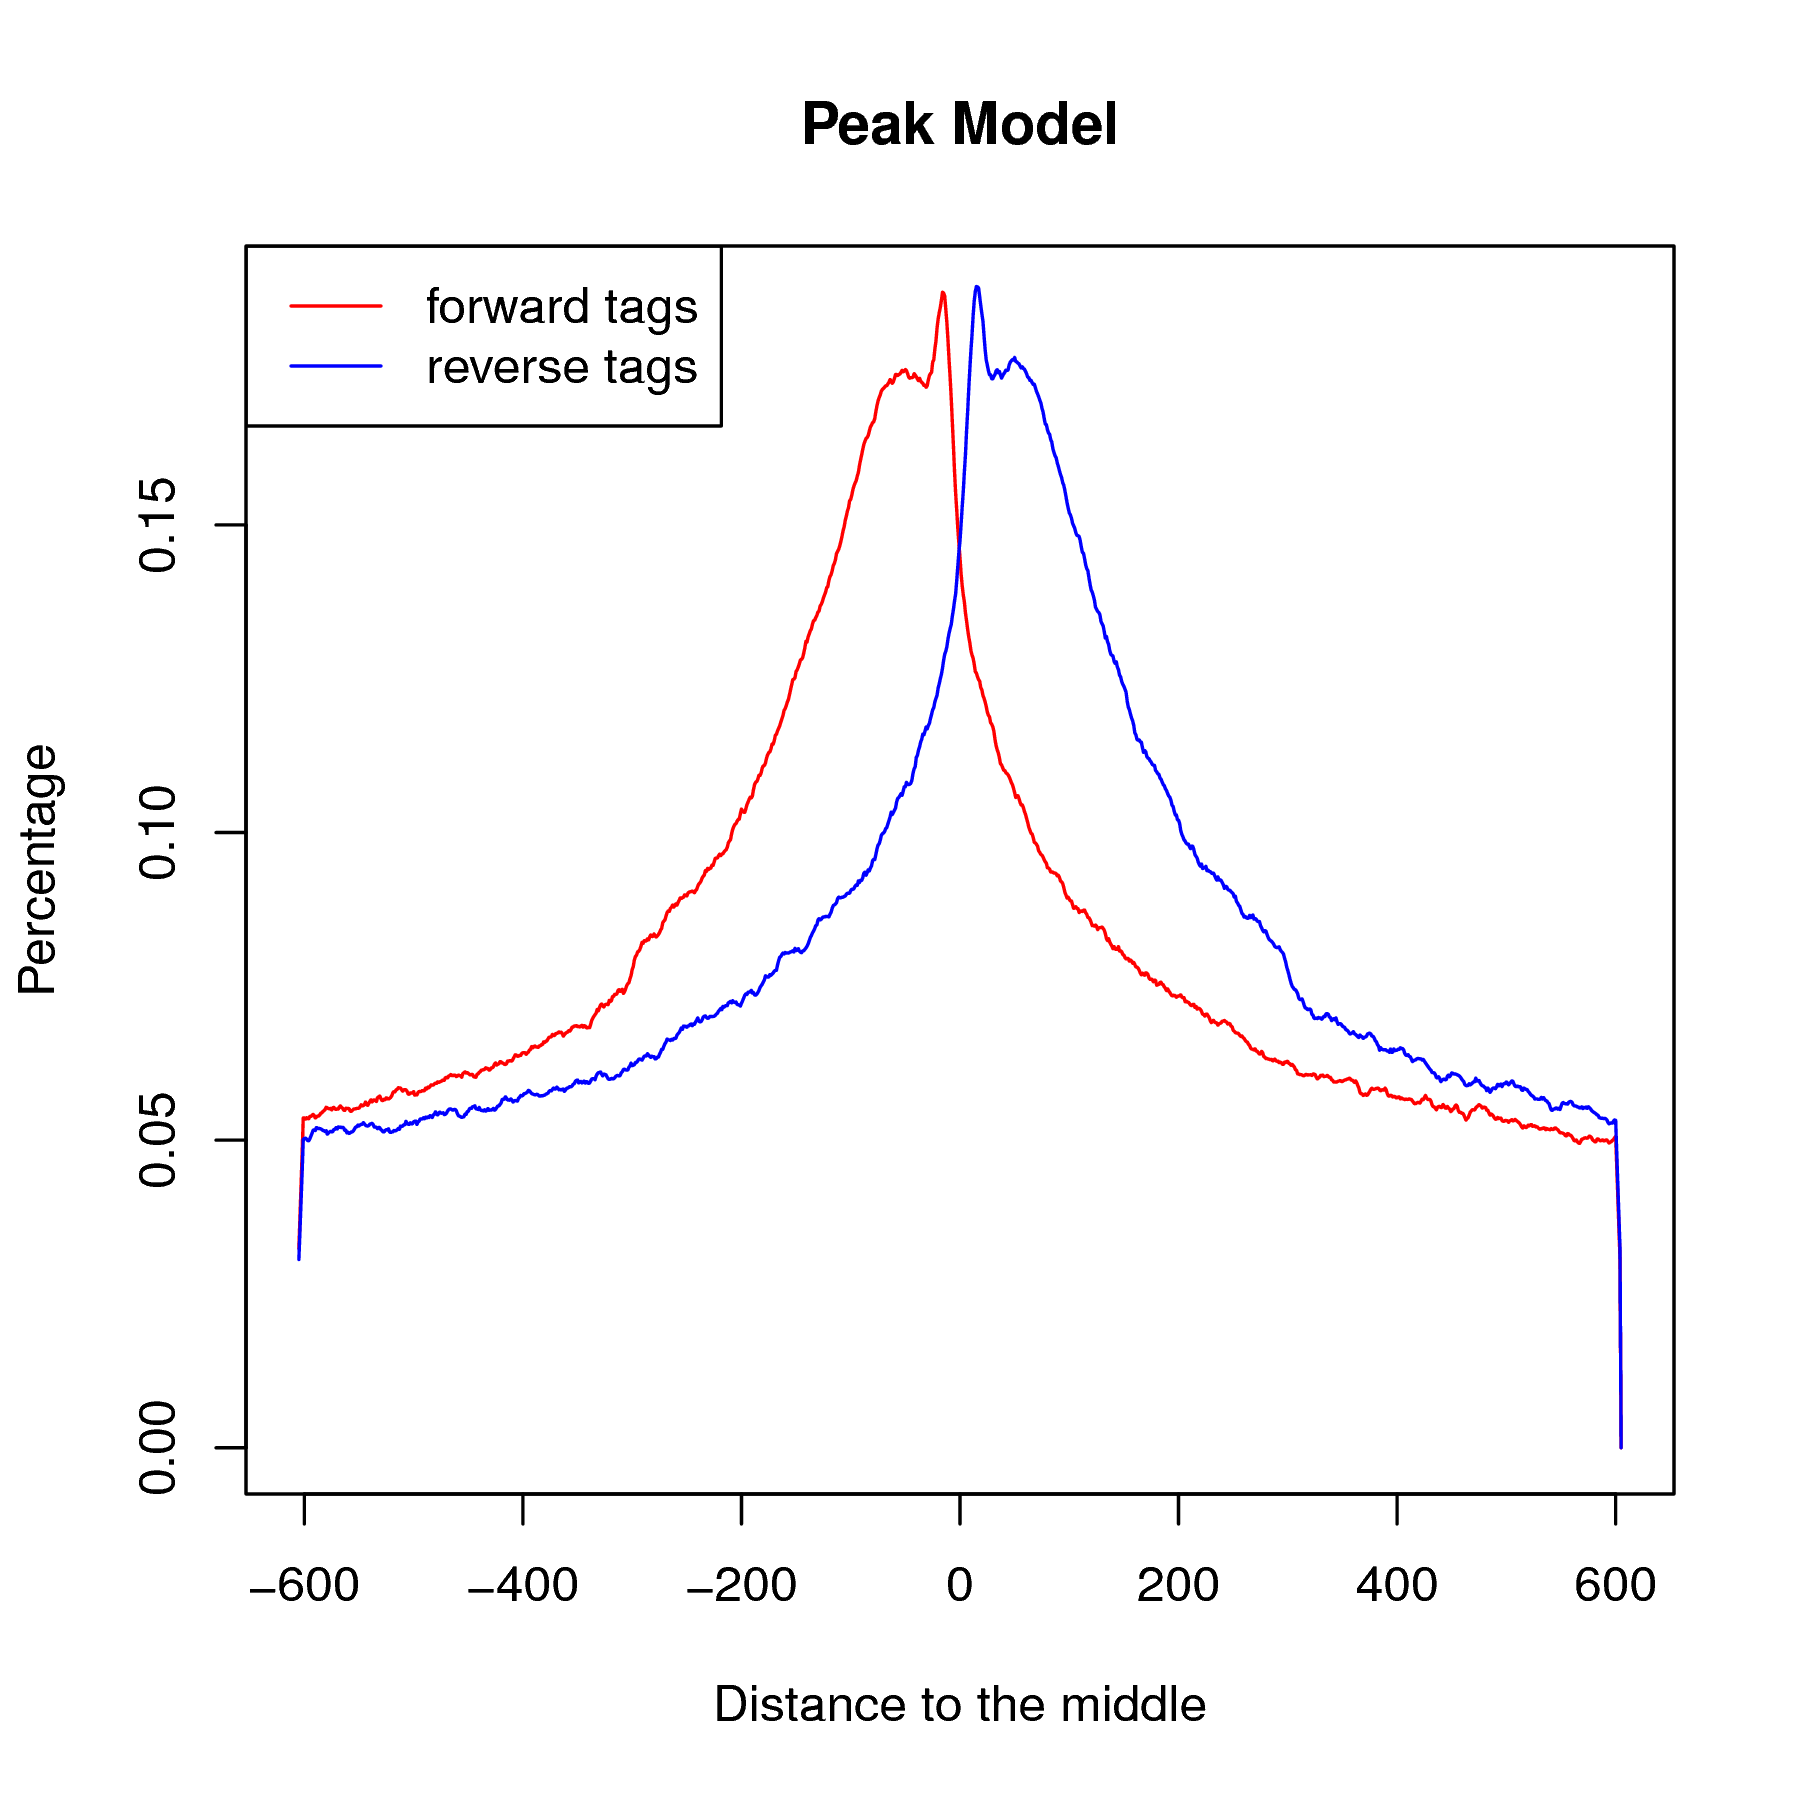 Peak Model
forward tags
reverse tags
Percentage
0.15
0.10
0.05
0.00
−600 −400 −200 0 200 400 600
Distance to the middle